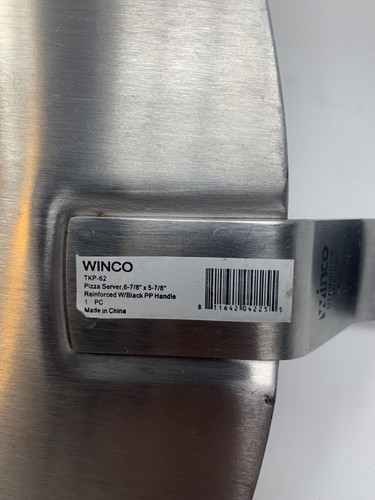 WINCO
TKP-62
Pizza Server,6-7/8" x 5-7/8"
Reinforced W/Black PP Handle
1 PC
Made in China
8 11642 04225 5
WINCO